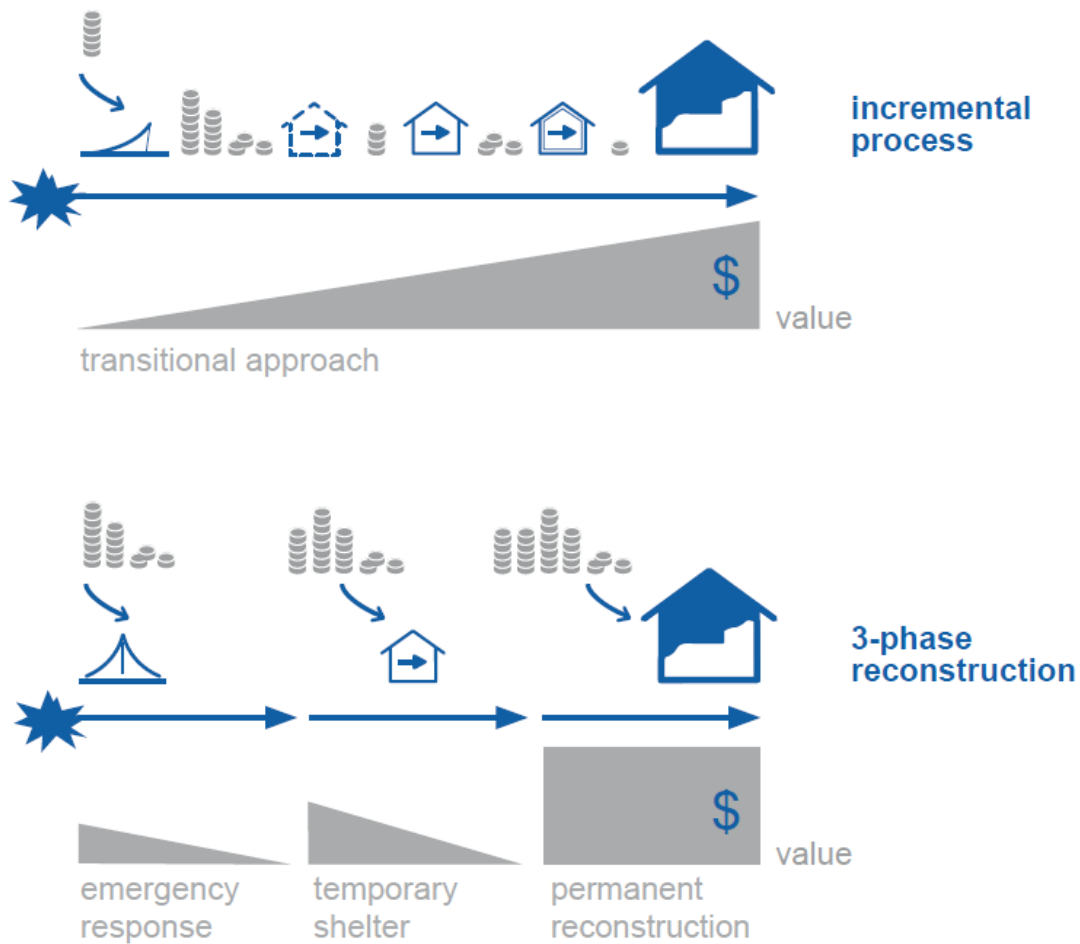 incremental
process
$
value
transitional approach
3-phase
reconstruction
$
value
emergency
response
temporary
shelter
permanent
reconstruction